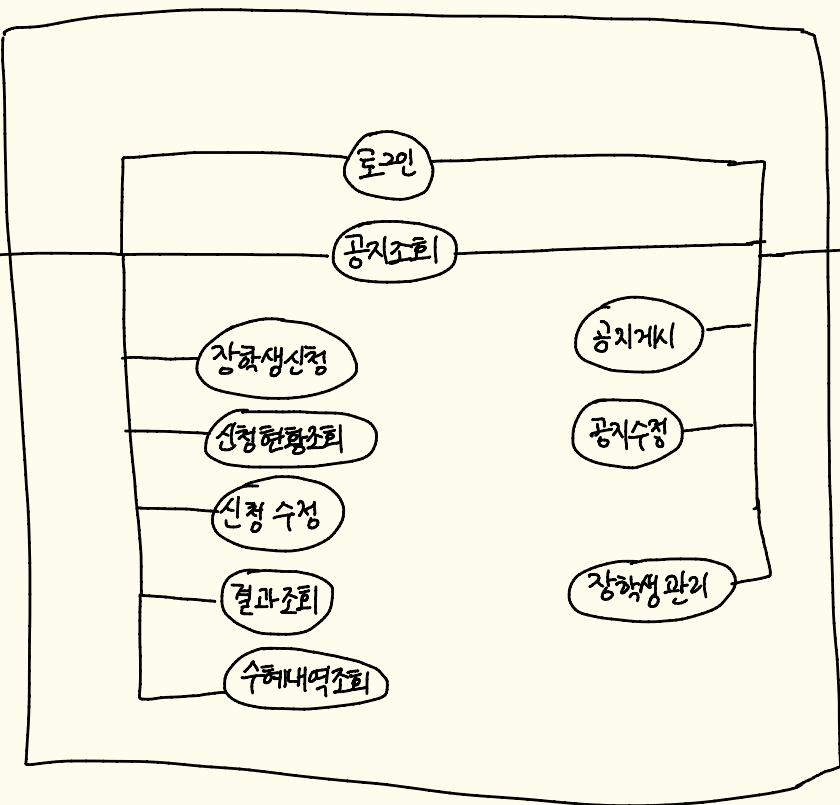 로그인
공지조회
장학생신청
공지게시
신청현황조회
공지수정
신청 수정
결과조회
장학생관리
수혜내역조회